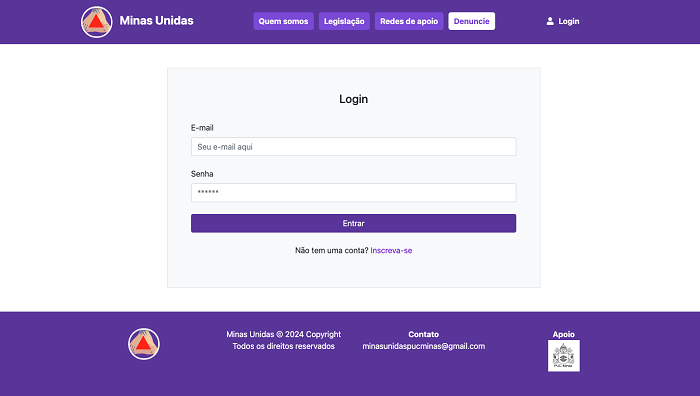 Minas Unidas
Quem somos
Legislação
Redes de apoio
Denuncie
Login
Login
E-mail
Seu e-mail aqui
Senha
******
Entrar
Não tem uma conta? Inscreva-se
Minas Unidas © 2024 Copyright
Todos os direitos reservados
Contato
minasunidaspucminas@gmail.com
Apoio
PUC Minas